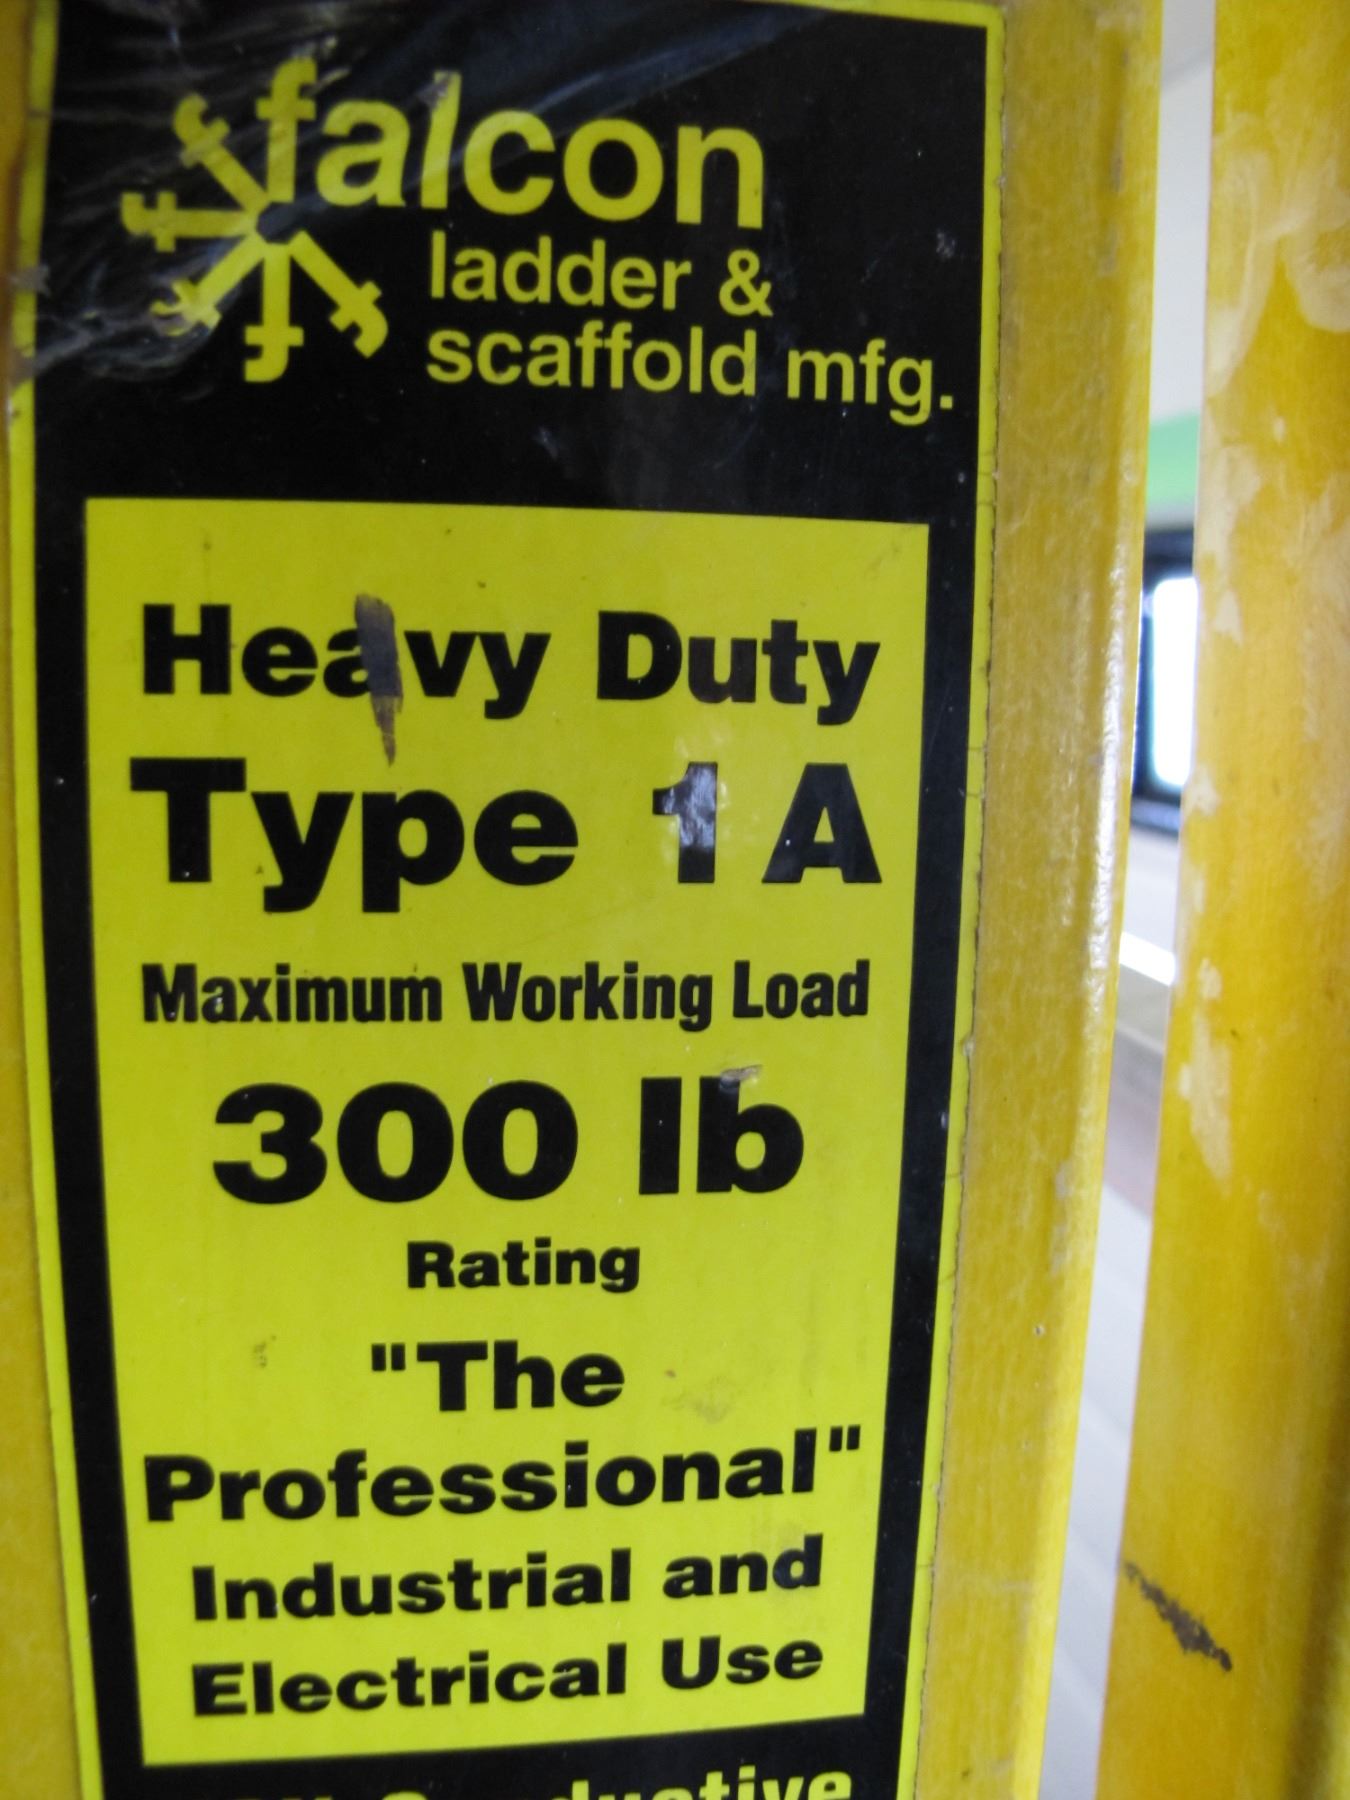 falcon
ladder &
scaffold mfg.
Heavy Duty
Type 1A
Maximum Working Load
300 lb
Rating
"The
Professional"
Industrial and
Electrical Use